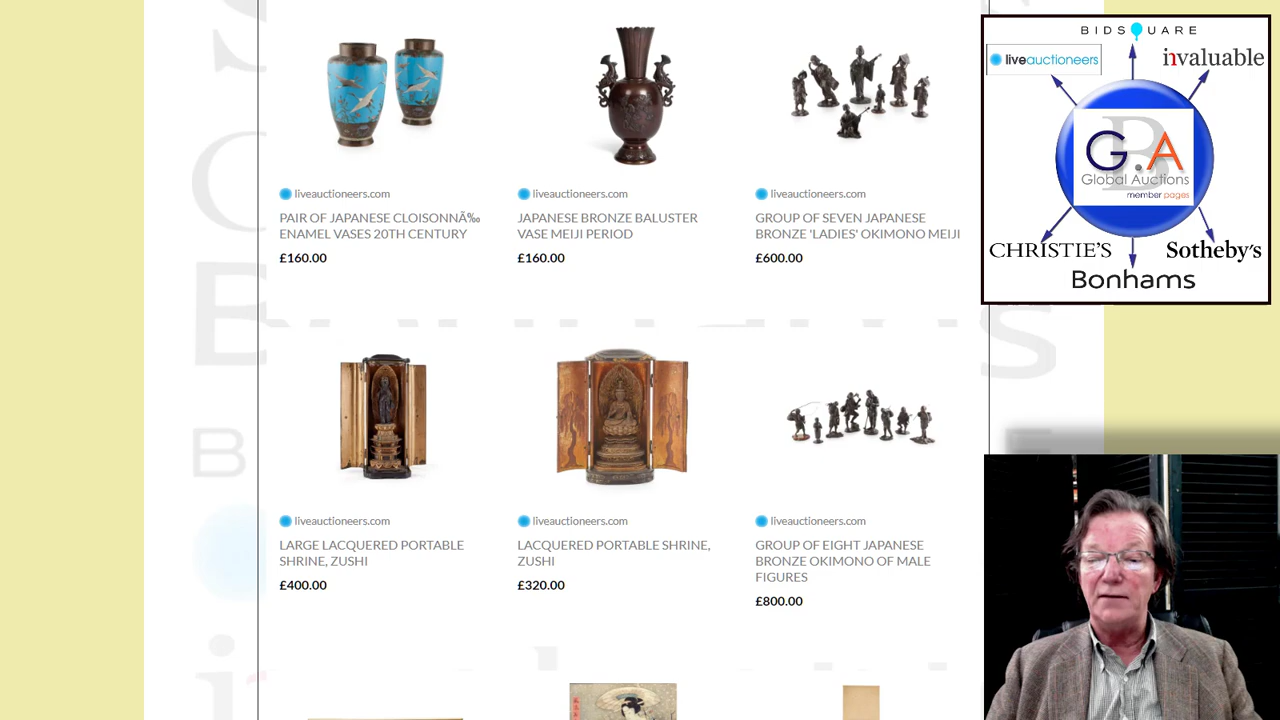 BIDSQUARE
liveauctioneers
invaluable
G.A
B
Global Auctions
member pages
CHRISTIE'S
Sotheby's
Bonhams
liveauctioneers.com
liveauctioneers.com
liveauctioneers.com
PAIR OF JAPANESE CLOISONNÃ‰
ENAMEL VASES 20TH CENTURY
£160.00
JAPANESE BRONZE BALUSTER
VASE MEIJI PERIOD
£160.00
GROUP OF SEVEN JAPANESE
BRONZE 'LADIES' OKIMONO MEIJI
£600.00
liveauctioneers.com
liveauctioneers.com
liveauctioneers.com
LARGE LACQUERED PORTABLE
SHRINE, ZUSHI
£400.00
LACQUERED PORTABLE SHRINE,
ZUSHI
£320.00
GROUP OF EIGHT JAPANESE
BRONZE OKIMONO OF MALE
FIGURES
£800.00